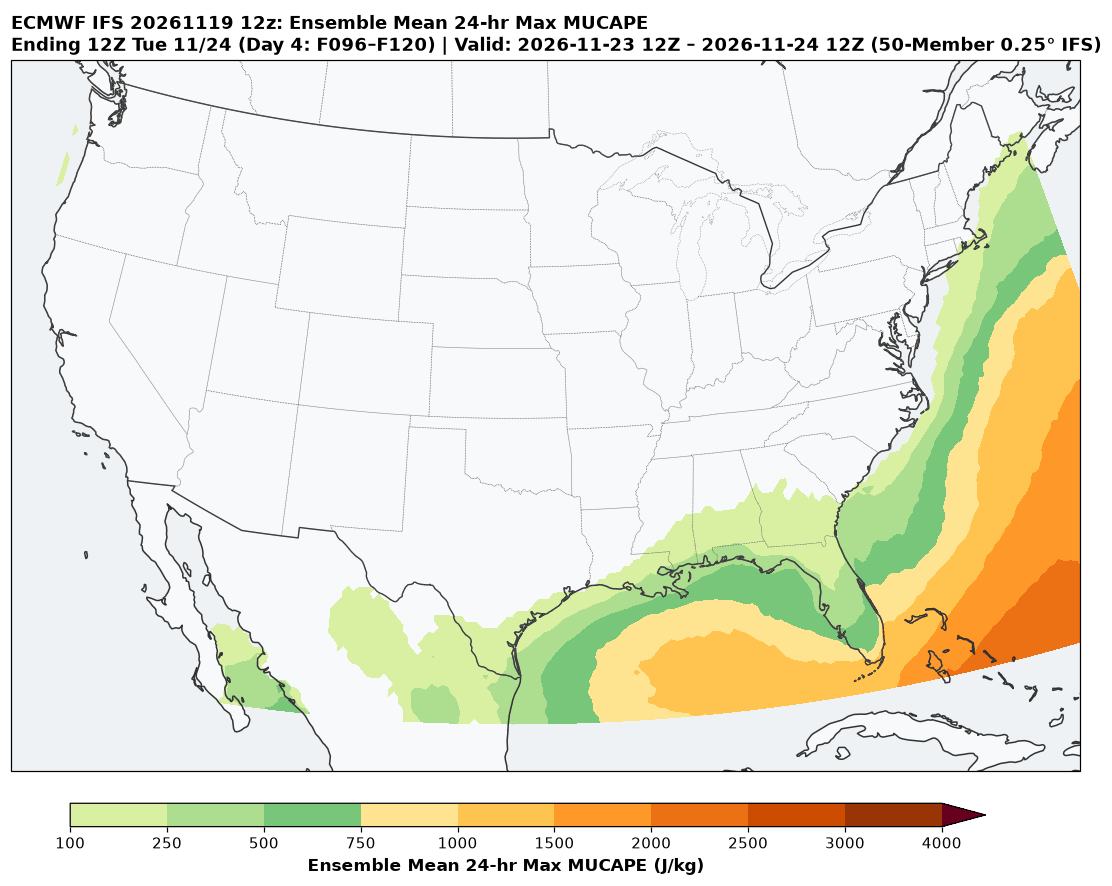 ECMWF IFS 20261119 12z: Ensemble Mean 24-hr Max MUCAPE
Ending 12Z Tue 11/24 (Day 4: F096–F120) | Valid: 2026-11-23 12Z – 2026-11-24 12Z (50-Member 0.25° IFS)
100 250 500 750 1000 1500 2000 2500 3000 4000
Ensemble Mean 24-hr Max MUCAPE (J/kg)